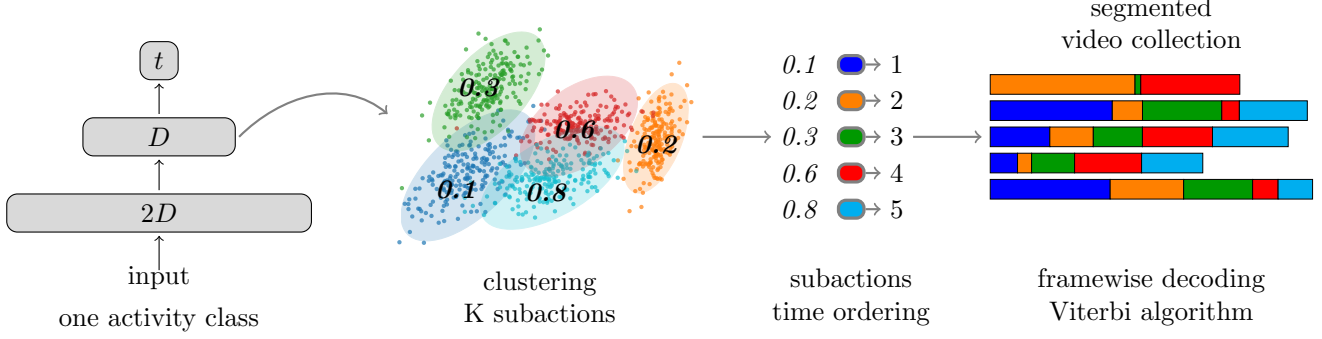 t
D
2D
input
one activity class
0.3
0.6
0.2
0.1
0.8
clustering
K subactions
0.1 1
0.2 2
0.3 3
0.6 4
0.8 5
subactions
time ordering
segmented
video collection
framewise decoding
Viterbi algorithm